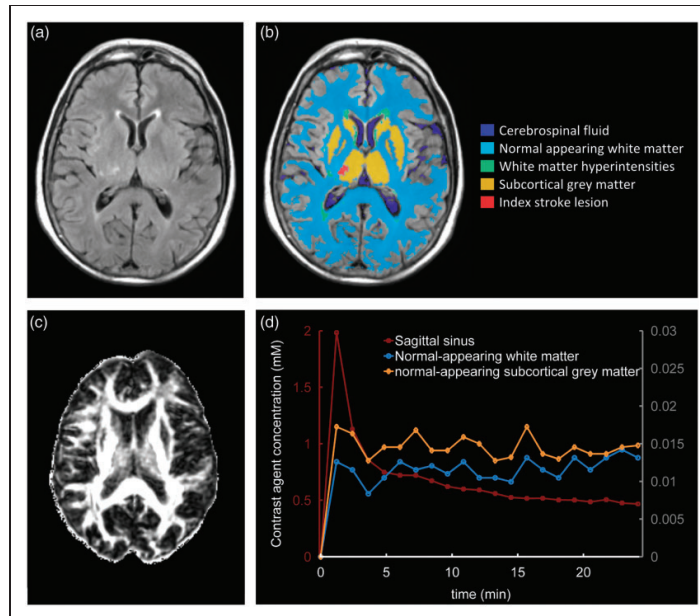 (a)
(b)
Cerebrospinal fluid
Normal appearing white matter
White matter hyperintensities
Subcortical grey matter
Index stroke lesion
(c)
(d)
Contrast agent concentration (mM)
2
1.5
1
0.5
0
Sagittal sinus
Normal-appearing white matter
normal-appearing subcortical grey matter
0.03
0.025
0.02
0.015
0.01
0.005
0
0 5 10 15 20
time (min)